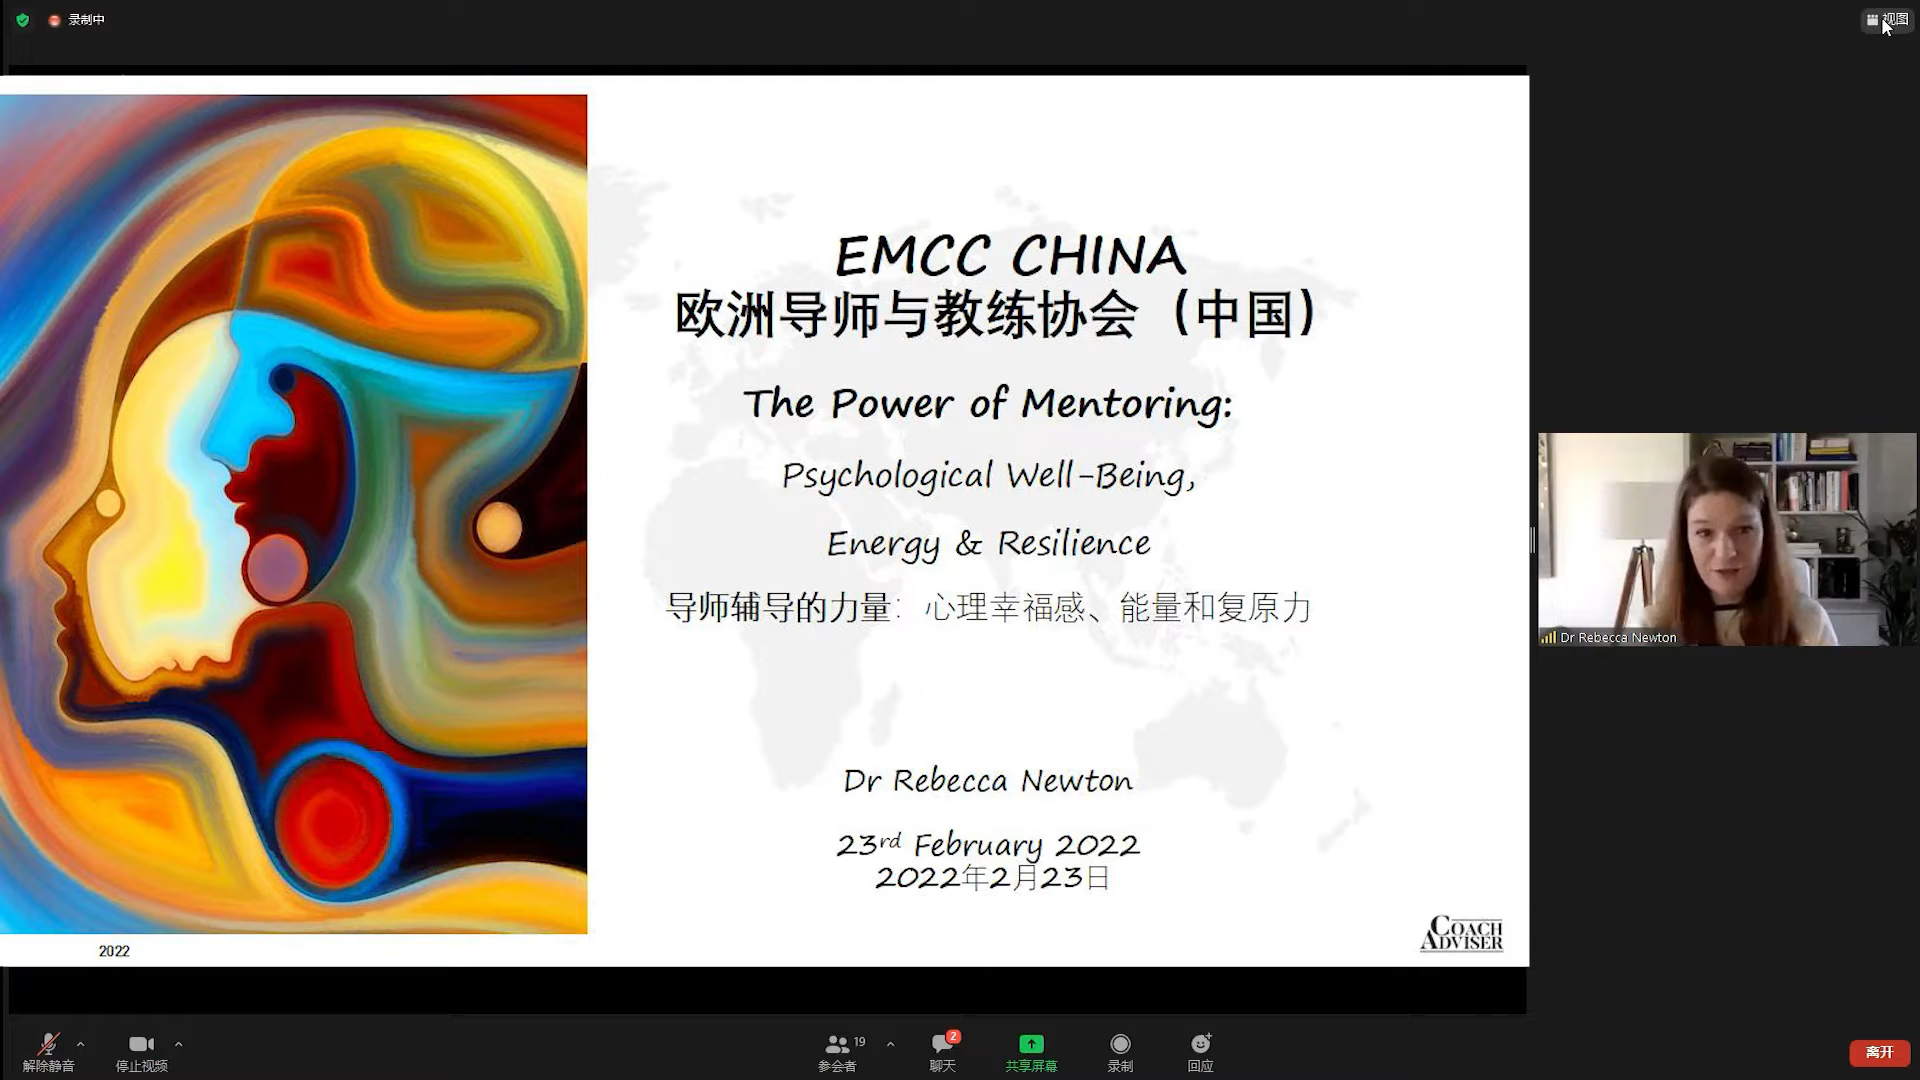 录制中
视图
EMCC CHINA
欧洲导师与教练协会（中国）
The Power of Mentoring:
Psychological Well-Being,
Energy & Resilience
导师辅导的力量：心理幸福感、能量和复原力
Dr Rebecca Newton
23rd February 2022
2022年2月23日
2022
COACH
ADVISER
Dr Rebecca Newton
解除静音
停止视频
19
参会者
2
聊天
共享屏幕
录制
回应
离开